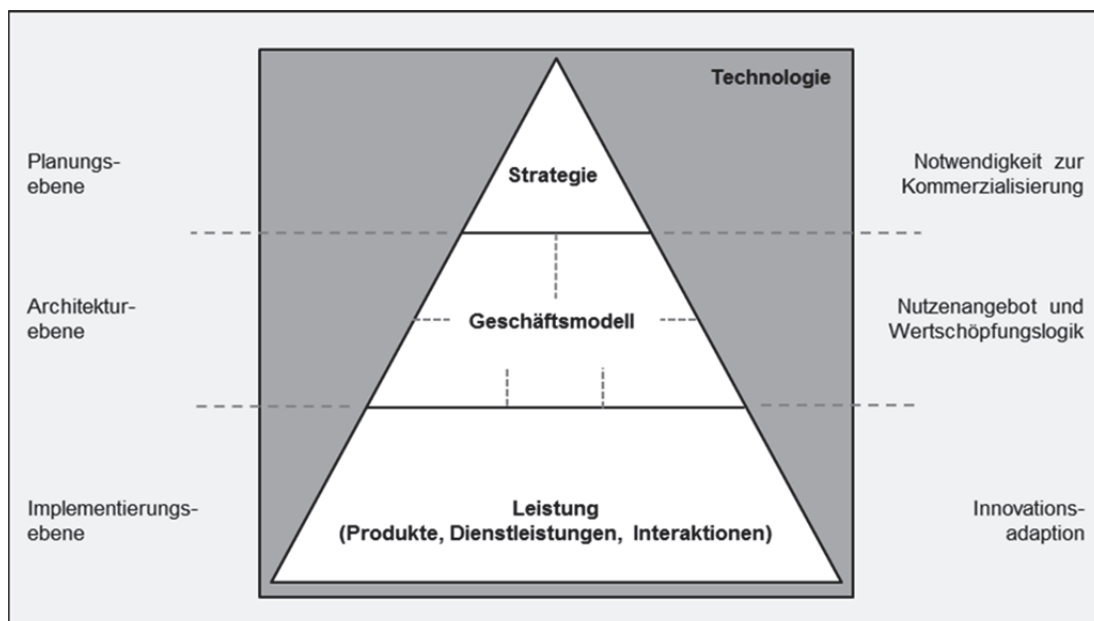 Technologie
Planungs-
ebene
Strategie
Notwendigkeit zur
Kommerzialisierung
Architektur-
ebene
Geschäftsmodell
Nutzenangebot und
Wertschöpfungslogik
Implementierungs-
ebene
Leistung
(Produkte, Dienstleistungen, Interaktionen)
Innovations-
adaption